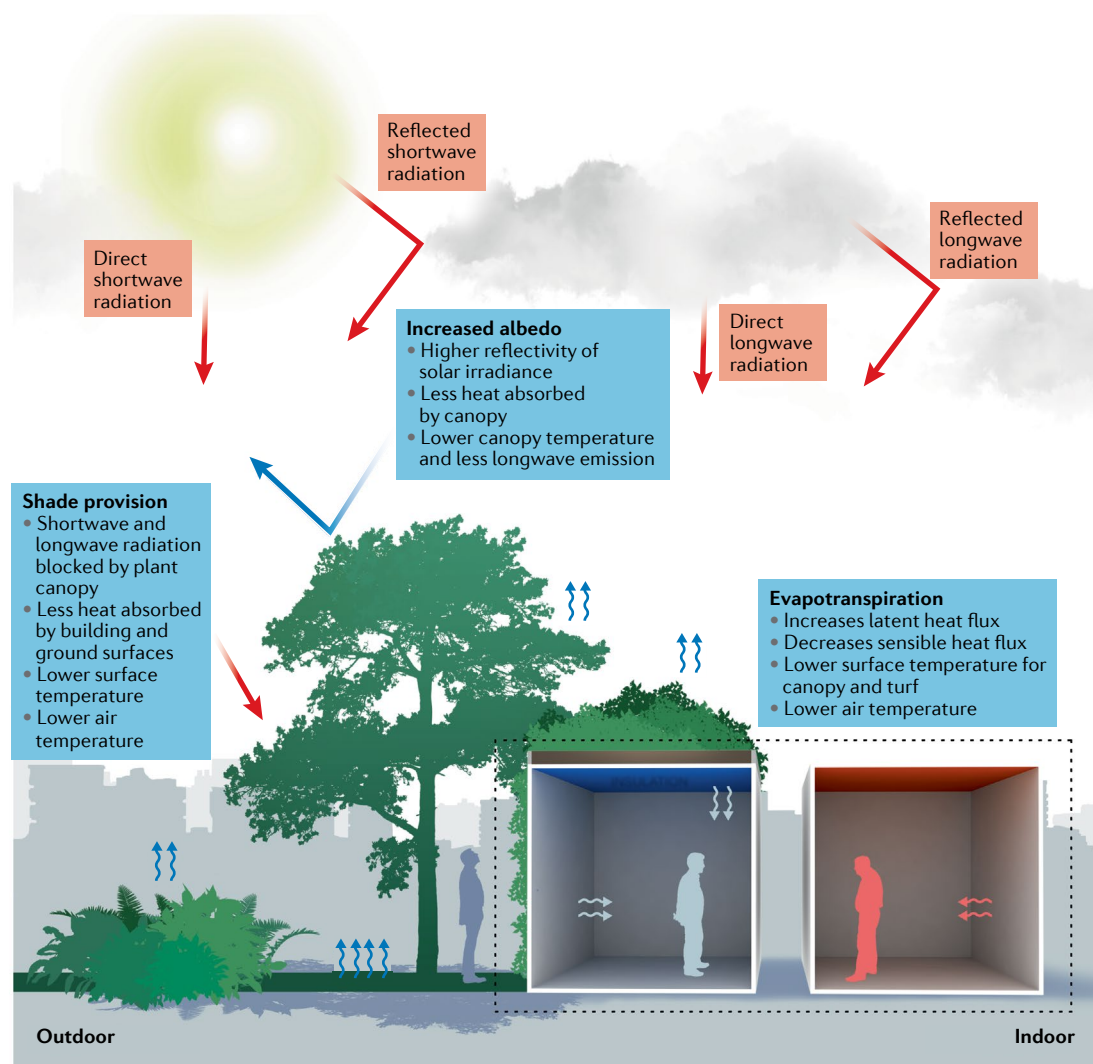 Reflected
shortwave
radiation
Direct
shortwave
radiation
Reflected
longwave
radiation
Direct
longwave
radiation
Increased albedo
• Higher reflectivity of
solar irradiance
• Less heat absorbed
by canopy
• Lower canopy temperature
and less longwave emission
Shade provision
• Shortwave and
longwave radiation
blocked by plant
canopy
• Less heat absorbed
by building and
ground surfaces
• Lower surface
temperature
• Lower air
temperature
Evapotranspiration
• Increases latent heat flux
• Decreases sensible heat flux
• Lower surface temperature for
canopy and turf
• Lower air temperature
INSULATION
Outdoor
Indoor